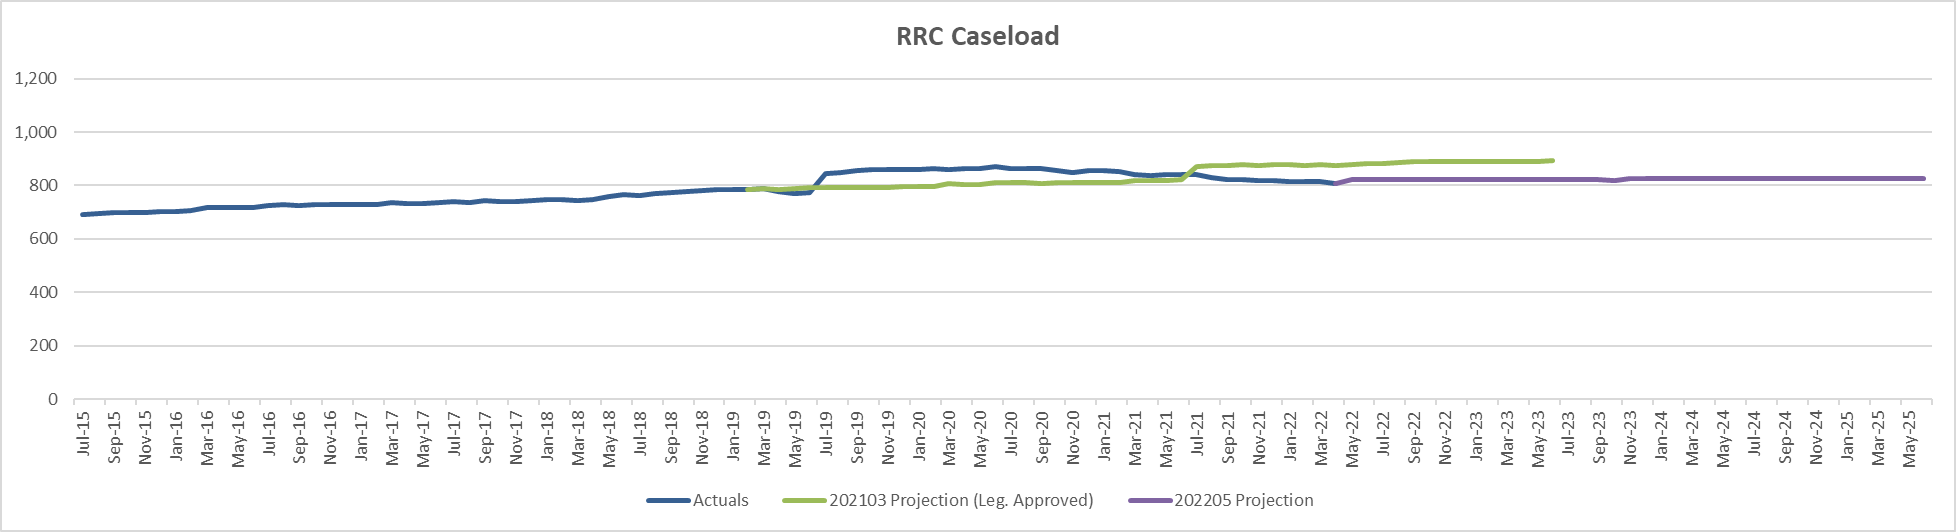 RRC Caseload
1,200
1,000
800
600
400
200
0
Jul-15
Sep-15
Nov-15
Jan-16
Mar-16
May-16
Jul-16
Sep-16
Nov-16
Jan-17
Mar-17
May-17
Jul-17
Sep-17
Nov-17
Jan-18
Mar-18
May-18
Jul-18
Sep-18
Nov-18
Jan-19
Mar-19
May-19
Jul-19
Sep-19
Nov-19
Jan-20
Mar-20
May-20
Jul-20
Sep-20
Nov-20
Jan-21
Mar-21
May-21
Jul-21
Sep-21
Nov-21
Jan-22
Mar-22
May-22
Jul-22
Sep-22
Nov-22
Jan-23
Mar-23
May-23
Jul-23
Sep-23
Nov-23
Jan-24
Mar-24
May-24
Jul-24
Sep-24
Nov-24
Jan-25
Mar-25
May-25
Actuals
202103 Projection (Leg. Approved)
202205 Projection